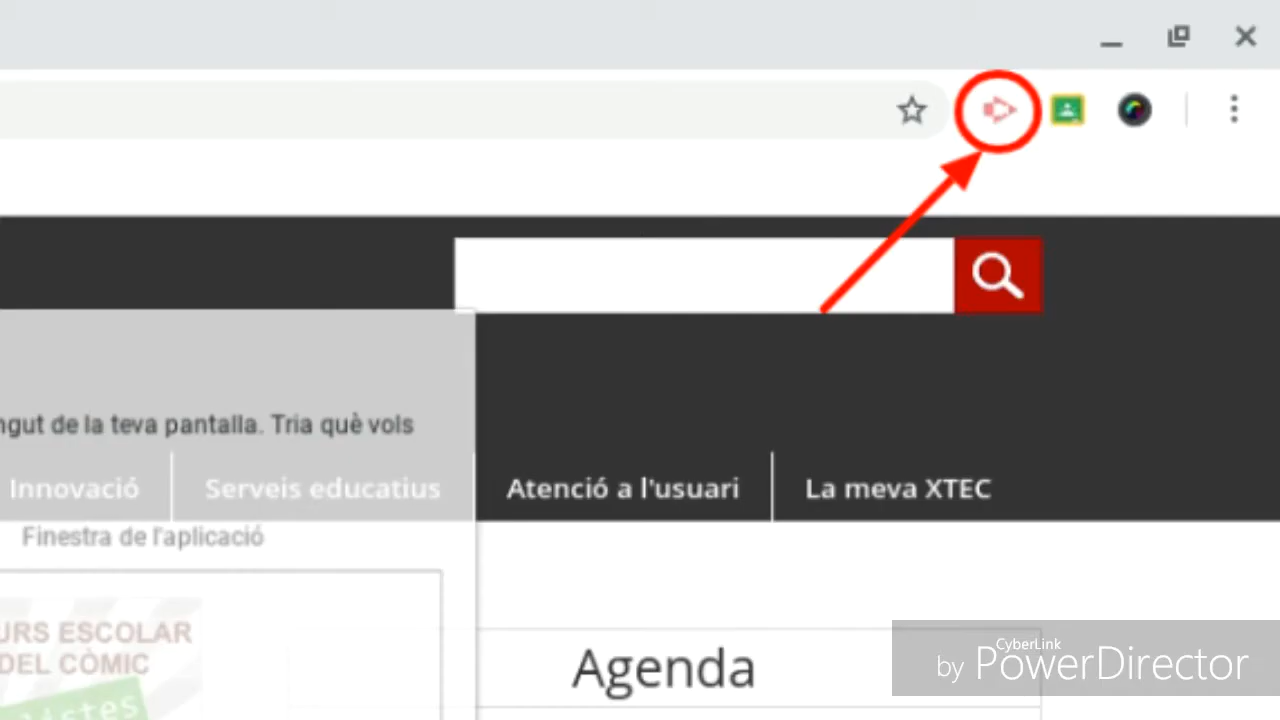 ngut de la teva pantalla. Tria què vols
Innovació
Serveis educatius
Atenció a l'usuari
La meva XTEC
Finestra de l'aplicació
URS ESCOLAR
DEL CÒMIC
listes
Agenda
CyberLink
by PowerDirector